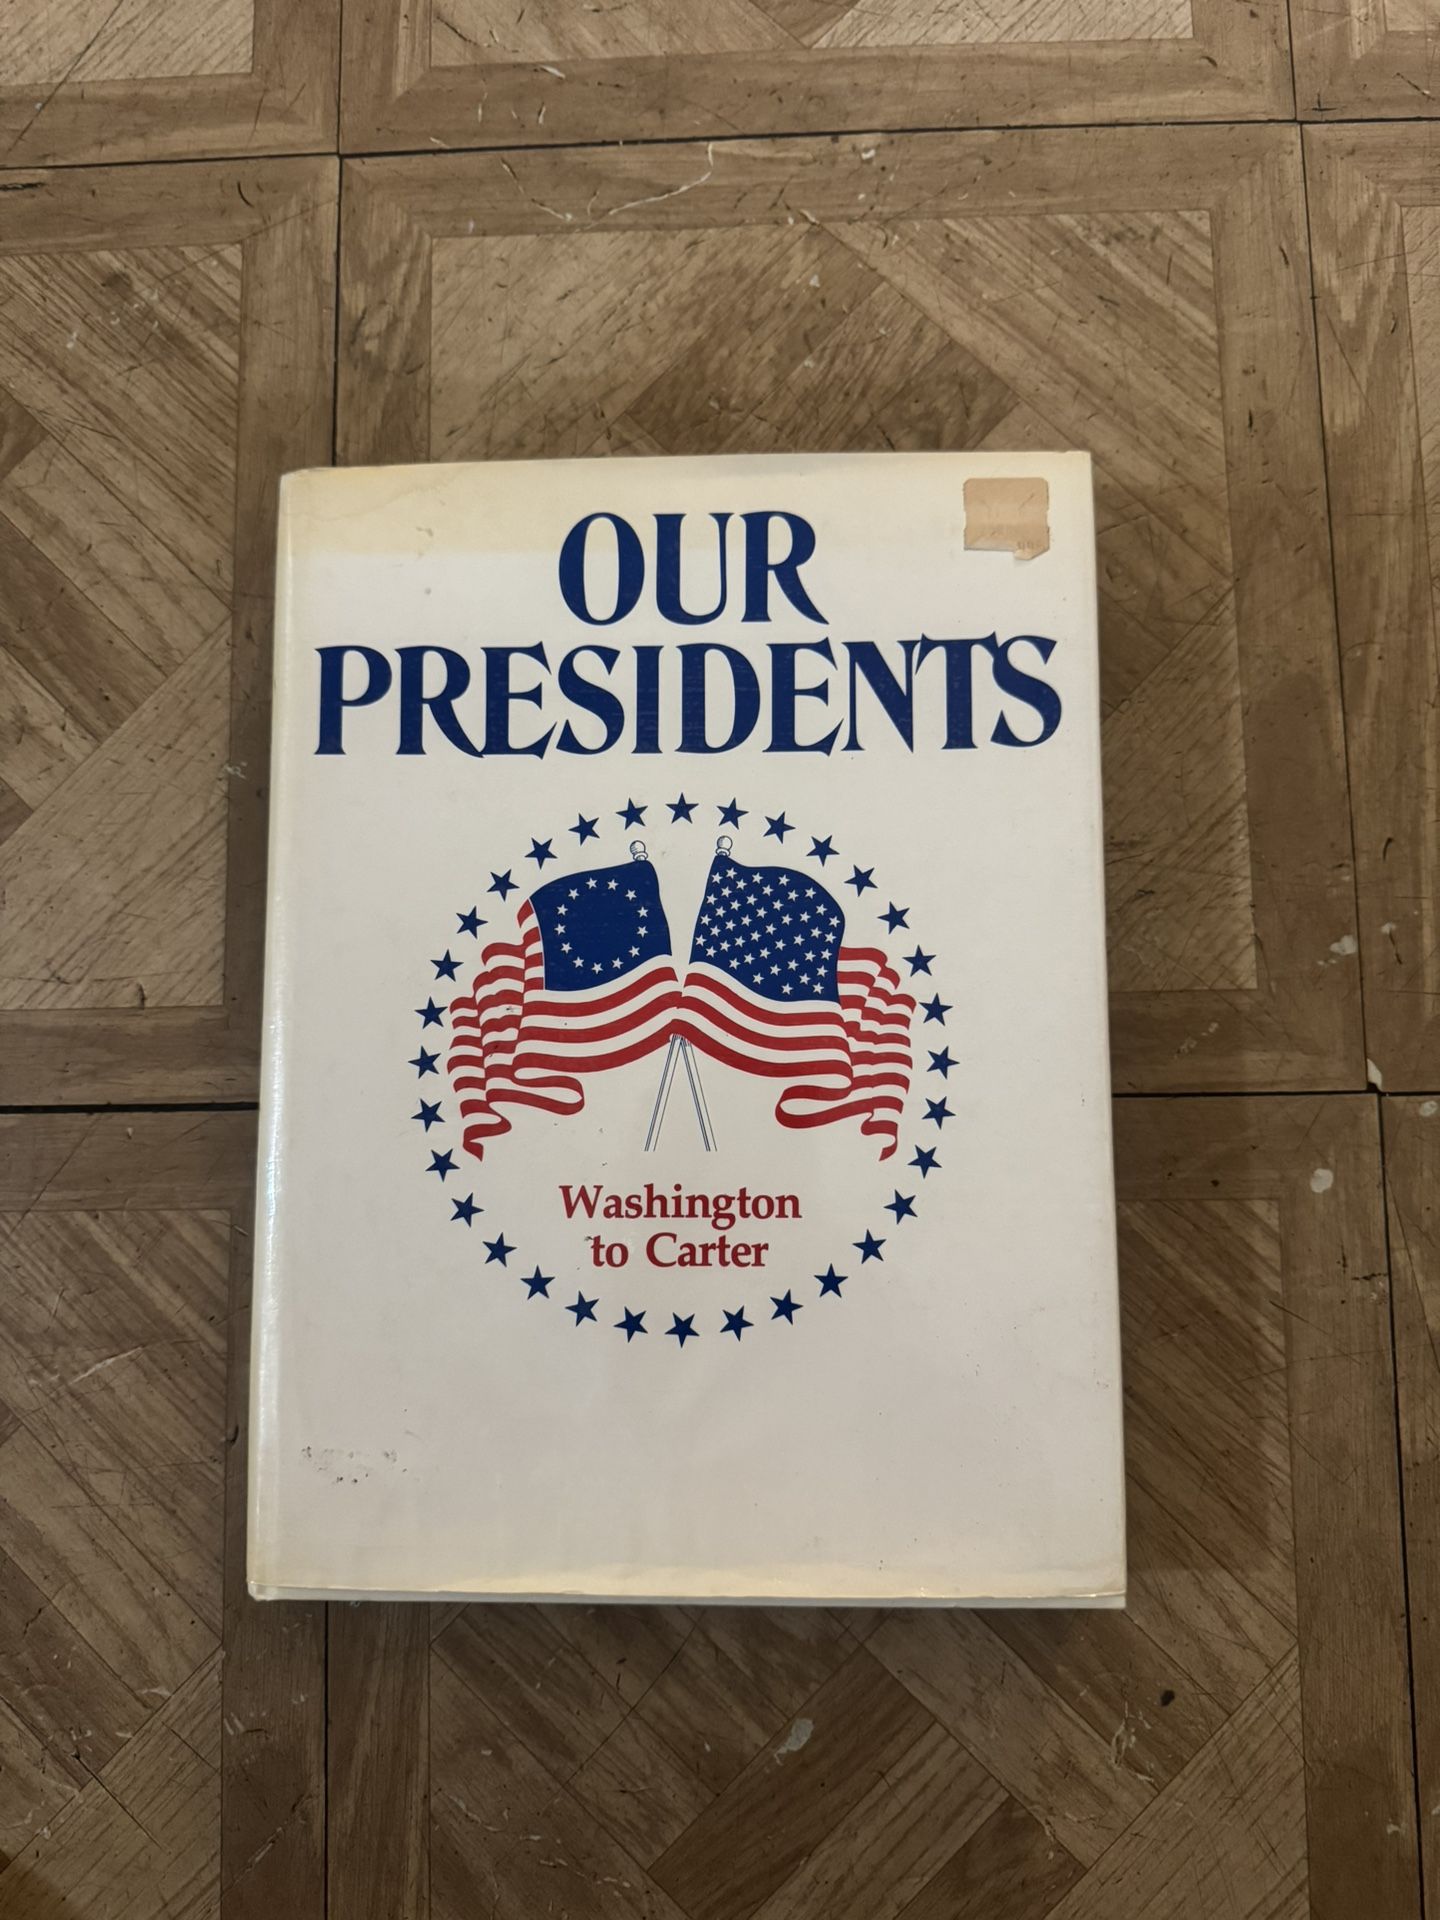 OUR
PRESIDENTS
Washington
to Carter